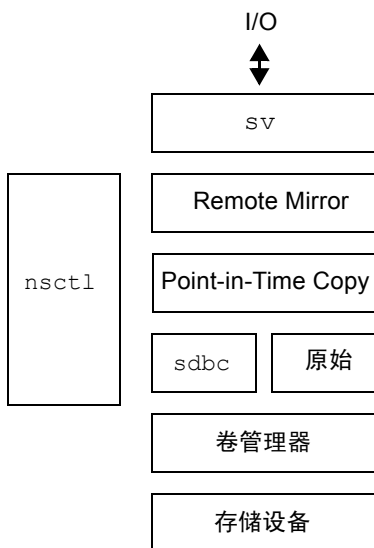 I/O
sv
Remote Mirror
nsctl
Point-in-Time Copy
sdbc
原始
卷管理器
存储设备